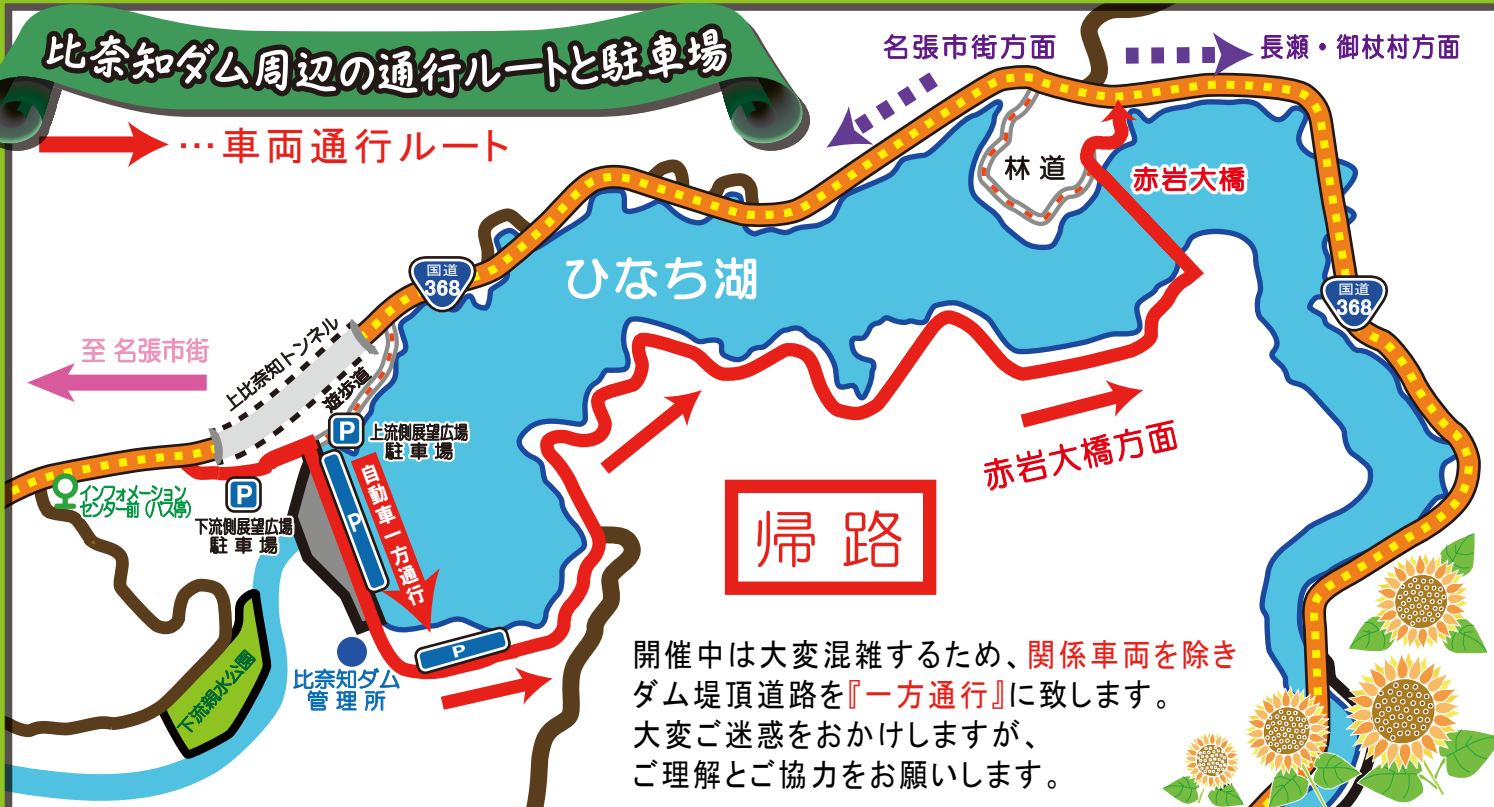 比奈知ダム周辺の通行ルートと駐車場
…車両通行ルート
名張市街方面
長瀬・御杖村方面
林道
赤岩大橋
国道
368
ひなち湖
国道
368
至 名張市街
上比奈知トンネル
遊歩道
P
上流側展望広場
駐車場
インフォメーション
センター前(バス停)
P
下流側展望広場
駐車場
P
自動車一方通行
赤岩大橋方面
帰路
P
比奈知ダム
管理所
下流親水公園
開催中は大変混雑するため、関係車両を除き
ダム堤頂道路を『一方通行』に致します。
大変ご迷惑をおかけしますが、
ご理解とご協力をお願いします。